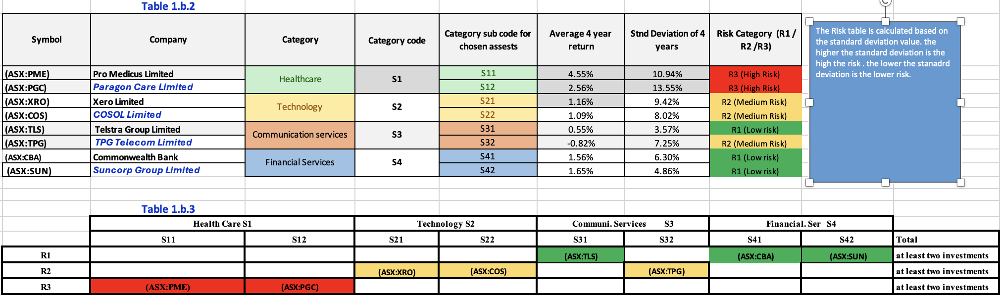 Table 1.b.2
Symbol Company Category Category code Category sub code for chosen assests Average 4 year return Stnd Deviation of 4 years Risk Category (R1 / R2 /R3)
The Risk table is calculated based on
the standard deviation value. the
higher the standard deviation is the
high the risk . the lower the stanadrd
deviation is the lower risk.
(ASX:PME) Pro Medicus Limited Healthcare S1 S11 4.55% 10.94% R3 (High Risk)
(ASX:PGC) Paragon Care Limited S12 2.56% 13.55% R3 (High Risk)
(ASX:XRO) Xero Limited Technology S2 S21 1.16% 9.42% R2 (Medium Risk)
(ASX:COS) COSOL Limited S22 1.09% 8.02% R2 (Medium Risk)
(ASX:TLS) Telstra Group Limited Communication services S3 S31 0.55% 3.57% R1 (Low risk)
(ASX:TPG) TPG Telecom Limited S32 -0.82% 7.25% R2 (Medium Risk)
(ASX:CBA) Commonwealth Bank Financial Services S4 S41 1.56% 6.30% R1 (Low risk)
(ASX:SUN) Suncorp Group Limited S42 1.65% 4.86% R1 (Low risk)
Table 1.b.3
Health Care S1 Technology S2 Communi. Services S3 Financial. Ser S4
S11 S12 S21 S22 S31 S32 S41 S42 Total
R1 (ASX:TLS) (ASX:CBA) (ASX:SUN) at least two investments
R2 (ASX:XRO) (ASX:COS) (ASX:TPG) at least two investments
R3 (ASX:PME) (ASX:PGC) at least two investments